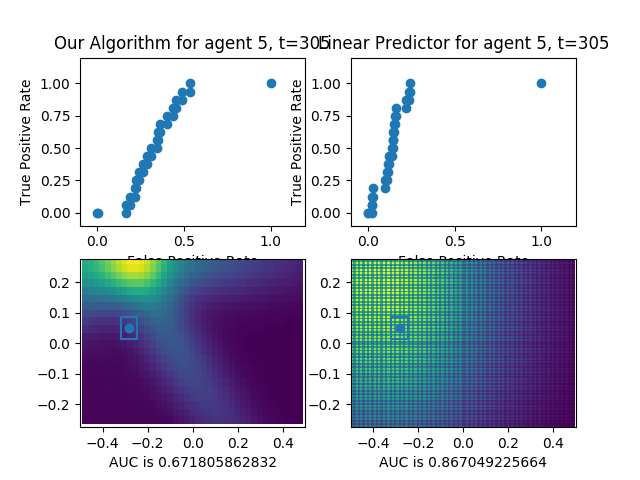 Our Algorithm for agent 5, t=305
Linear Predictor for agent 5, t=305
True Positive Rate
1.00
0.75
0.50
0.25
0.00
0.0 0.5 1.0
False Positive Rate
True Positive Rate
1.00
0.75
0.50
0.25
0.00
0.0 0.5 1.0
False Positive Rate
0.2
0.1
0.0
−0.1
−0.2
−0.4 −0.2 0.0 0.2 0.4
AUC is 0.671805862832
0.2
0.1
0.0
−0.1
−0.2
−0.4 −0.2 0.0 0.2 0.4
AUC is 0.867049225664